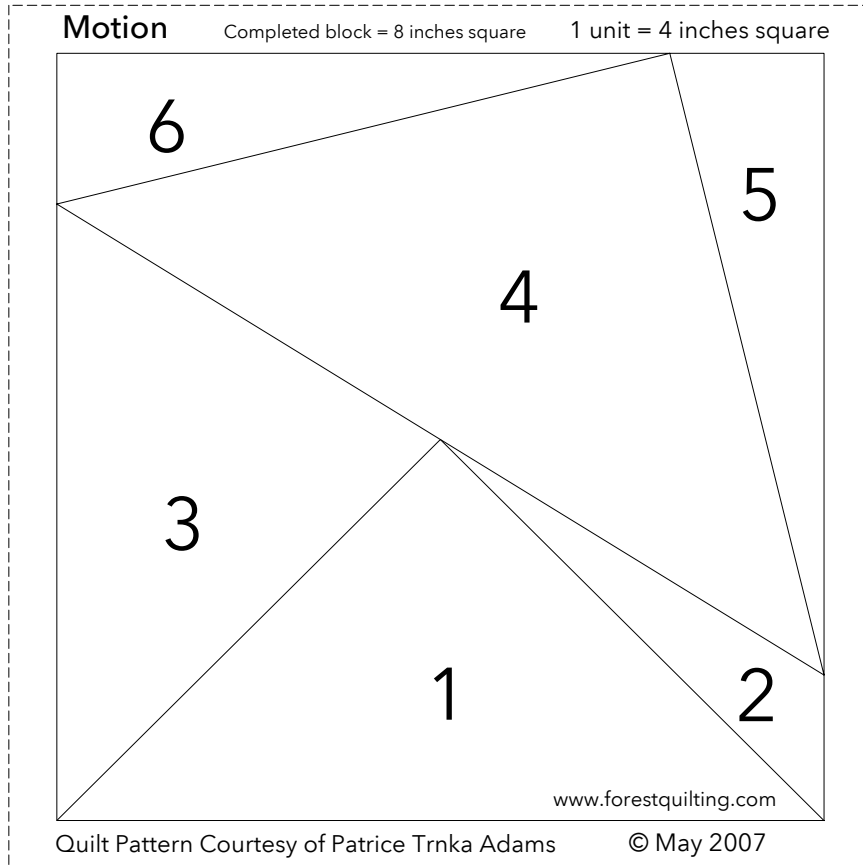 Motion Completed block = 8 inches square 1 unit = 4 inches square
6
5
4
3
1
2
www.forestquilting.com
Quilt Pattern Courtesy of Patrice Trnka Adams © May 2007